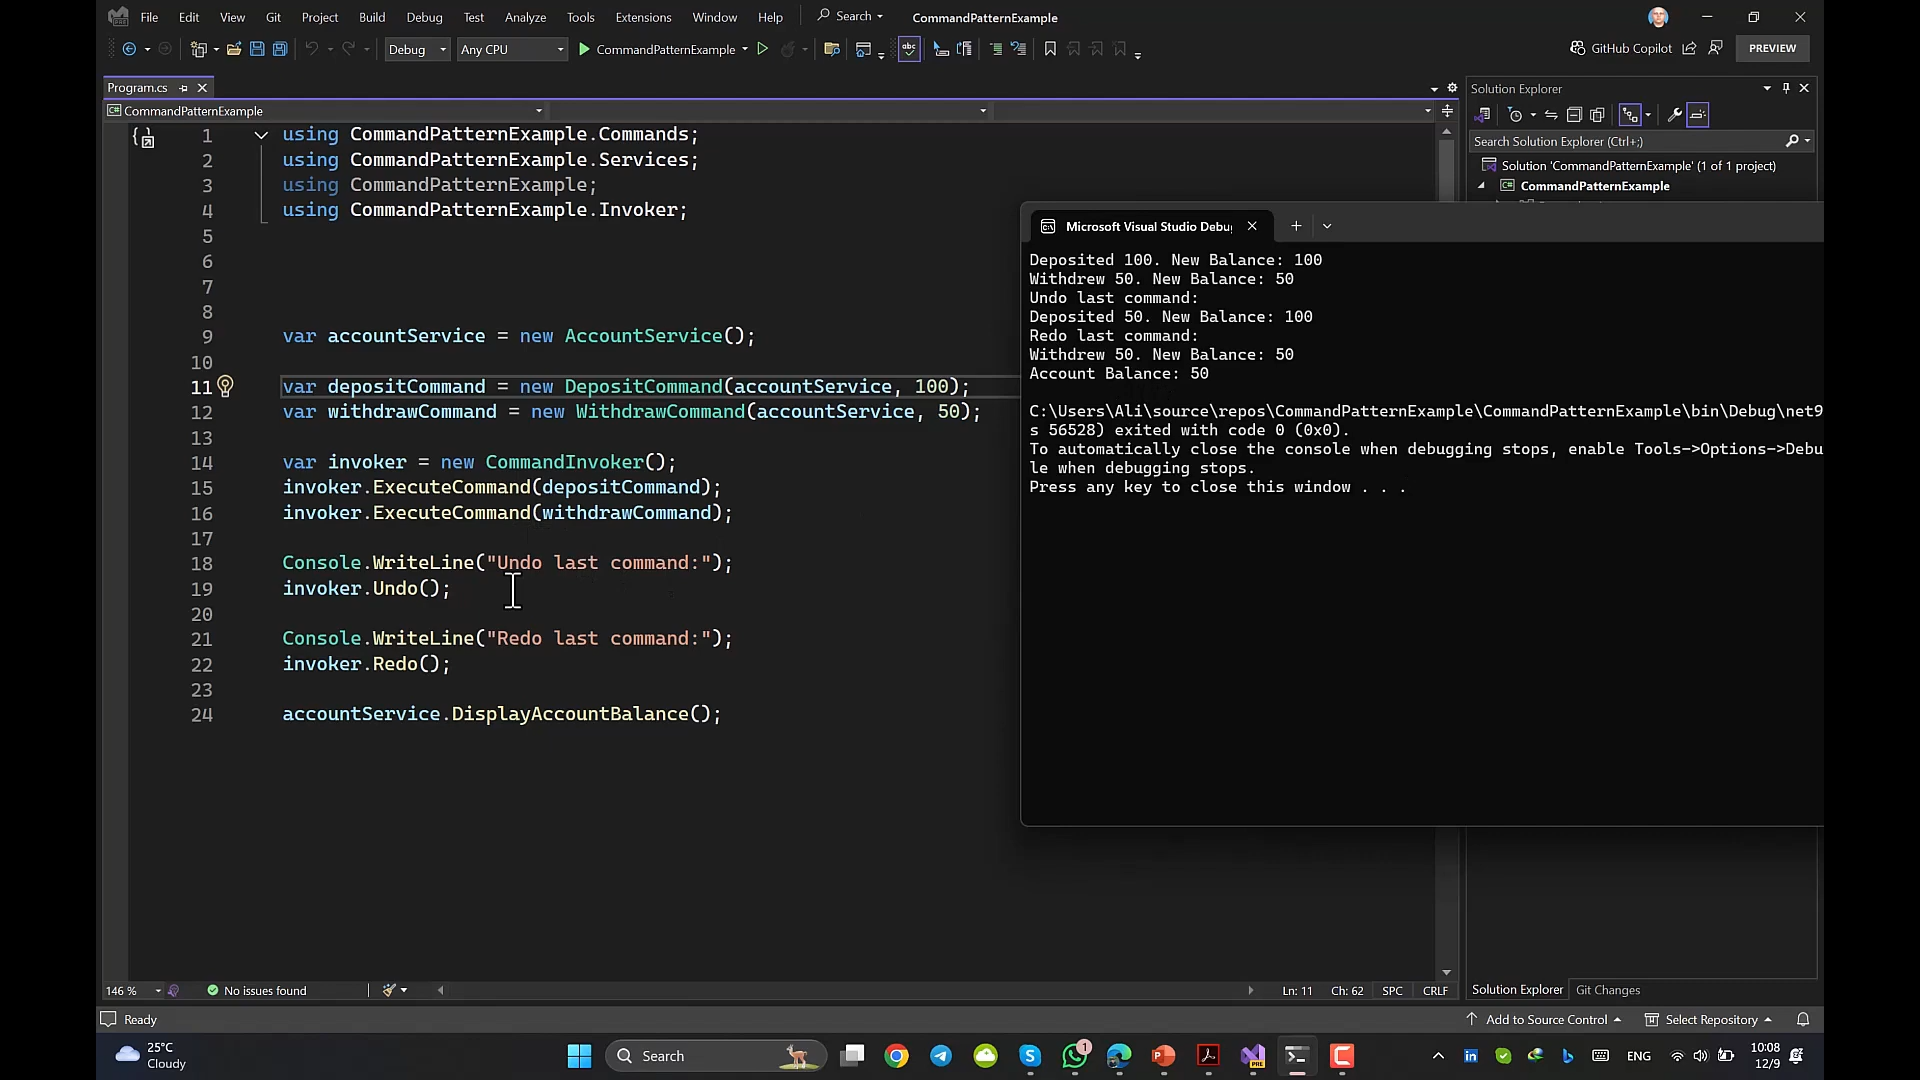 File Edit View Git Project Build Debug Test Analyze Tools Extensions Window Help Search CommandPatternExample
Debug Any CPU CommandPatternExample GitHub Copilot PREVIEW
Program.cs
CommandPatternExample
1 using CommandPatternExample.Commands;
2 using CommandPatternExample.Services;
3 using CommandPatternExample;
4 using CommandPatternExample.Invoker;
5
6
7
8
9 var accountService = new AccountService();
10
11 var depositCommand = new DepositCommand(accountService, 100);
12 var withdrawCommand = new WithdrawCommand(accountService, 50);
13
14 var invoker = new CommandInvoker();
15 invoker.ExecuteCommand(depositCommand);
16 invoker.ExecuteCommand(withdrawCommand);
17
18 Console.WriteLine("Undo last command:");
19 invoker.Undo();
20
21 Console.WriteLine("Redo last command:");
22 invoker.Redo();
23
24 accountService.DisplayAccountBalance();
Solution Explorer
Search Solution Explorer (Ctrl+;)
Solution 'CommandPatternExample' (1 of 1 project)
CommandPatternExample
Microsoft Visual Studio Debu
Deposited 100. New Balance: 100
Withdrew 50. New Balance: 50
Undo last command:
Deposited 50. New Balance: 100
Redo last command:
Withdrew 50. New Balance: 50
Account Balance: 50
C:\Users\Ali\source\repos\CommandPatternExample\CommandPatternExample\bin\Debug\net9
s 56528) exited with code 0 (0x0).
To automatically close the console when debugging stops, enable Tools->Options->Debu
le when debugging stops.
Press any key to close this window . . .
146 % No issues found Ln: 11 Ch: 62 SPC CRLF
Solution Explorer Git Changes
Ready Add to Source Control Select Repository
25°C
Cloudy
Search
1
ENG
10:08
12/9